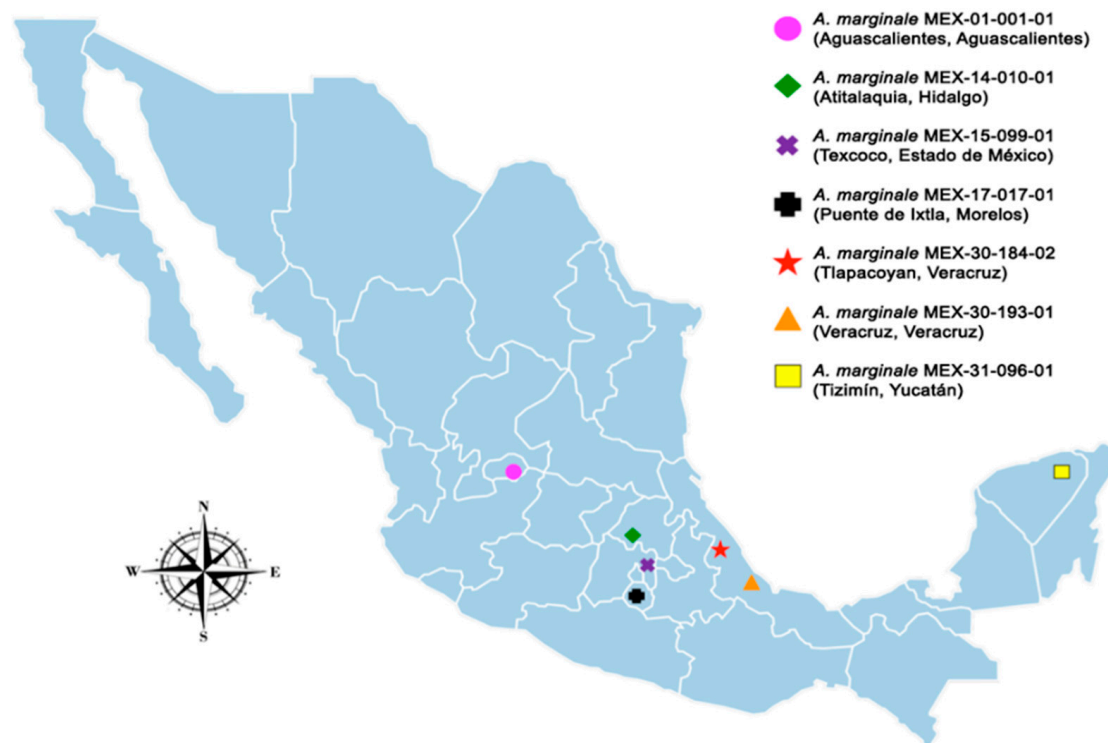 A. marginale MEX-01-001-01
(Aguascalientes, Aguascalientes)
A. marginale MEX-14-010-01
(Atitalaquia, Hidalgo)
A. marginale MEX-15-099-01
(Texcoco, Estado de México)
A. marginale MEX-17-017-01
(Puente de Ixtla, Morelos)
A. marginale MEX-30-184-02
(Tlapacoyan, Veracruz)
A. marginale MEX-30-193-01
(Veracruz, Veracruz)
A. marginale MEX-31-096-01
(Tizimín, Yucatán)
N
W E
S